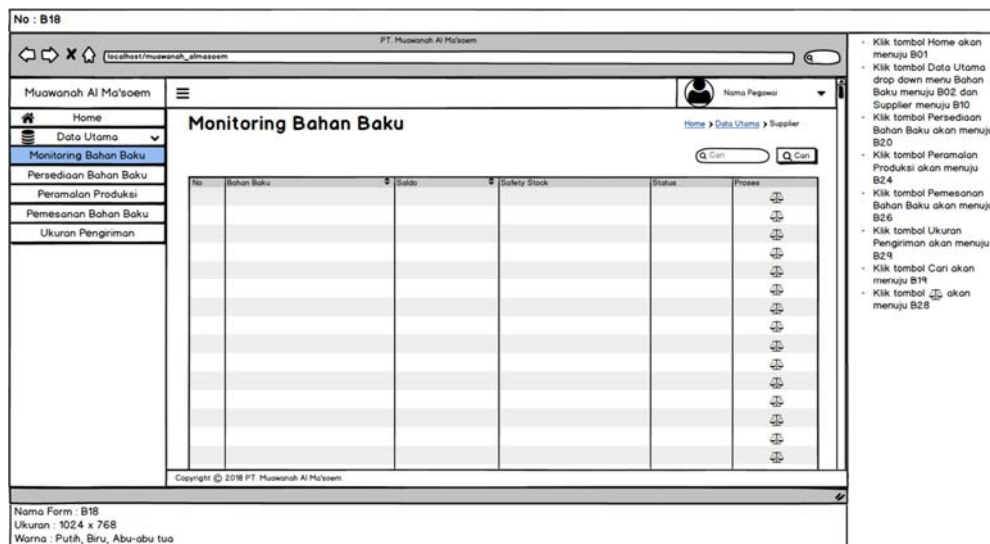 No : B18
PT. Muawanah Al Ma'soem
localhost/muawanah_almasoem
Muawanah Al Ma'soem
Nama Pegawai
Home
Data Utama
Monitoring Bahan Baku
Persediaan Bahan Baku
Peramalan Produksi
Pemesanan Bahan Baku
Ukuran Pengiriman
Monitoring Bahan Baku
Home > Data Utama > Supplier
Cari
Cari
No Bahan Baku Saldo Safety Stock Status Proses
Copyright © 2018 PT. Muawanah Al Ma'soem
- Klik tombol Home akan
menuju B01
- Klik tombol Data Utama
drop down menu Bahan
Baku menuju B02 dan
Supplier menuju B10
- Klik tombol Persediaan
Bahan Baku akan menuju
B20
- Klik tombol Peramalan
Produksi akan menuju
B24
- Klik tombol Pemesanan
Bahan Baku akan menuju
B26
- Klik tombol Ukuran
Pengiriman akan menuju
B29
- Klik tombol Cari akan
menuju B19
- Klik tombol akan
menuju B28
Nama Form : B18
Ukuran : 1024 x 768
Warna : Putih, Biru, Abu-abu tua